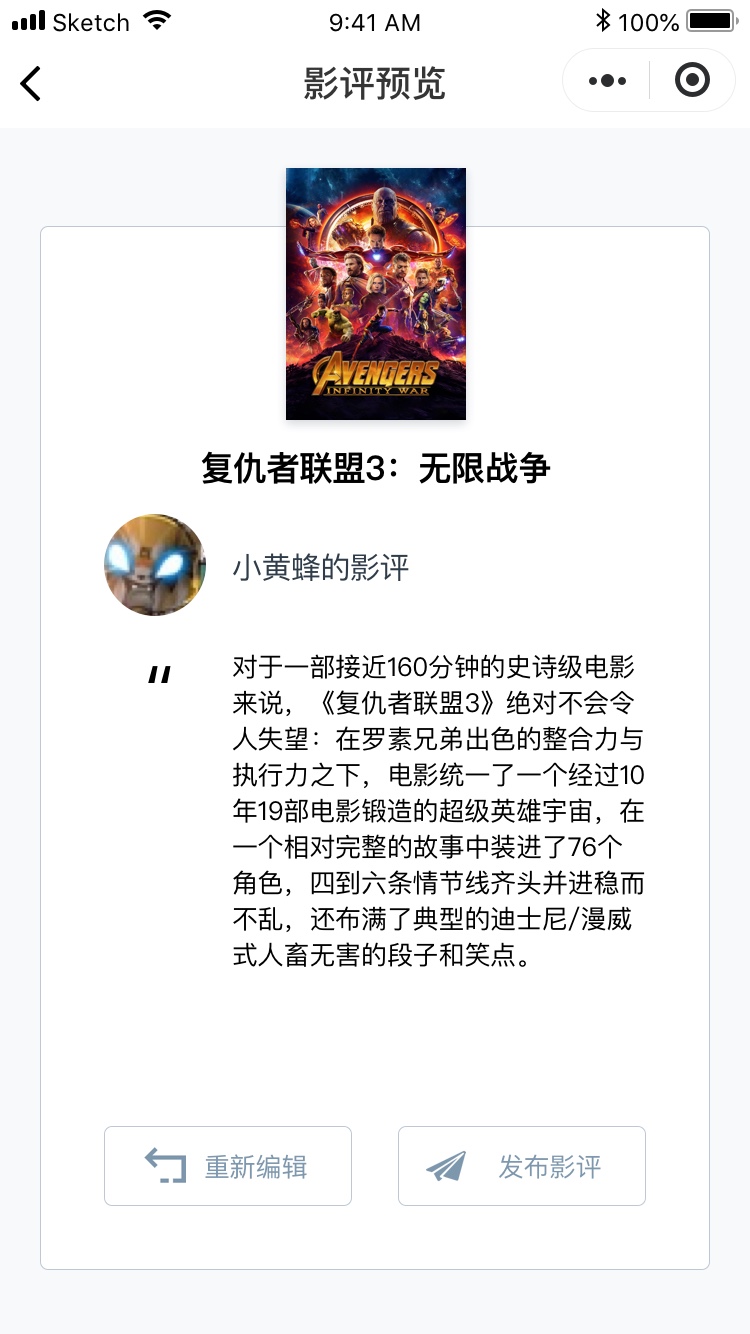 Sketch 9:41 AM 100%
影评预览
AVENGERS
INFINITY WAR
复仇者联盟3：无限战争
小黄蜂的影评
"
对于一部接近160分钟的史诗级电影
来说，《复仇者联盟3》绝对不会令
人失望：在罗素兄弟出色的整合力与
执行力之下，电影统一了一个经过10
年19部电影锻造的超级英雄宇宙，在
一个相对完整的故事中装进了76个
角色，四到六条情节线齐头并进稳而
不乱，还布满了典型的迪士尼/漫威
式人畜无害的段子和笑点。
重新编辑 发布影评